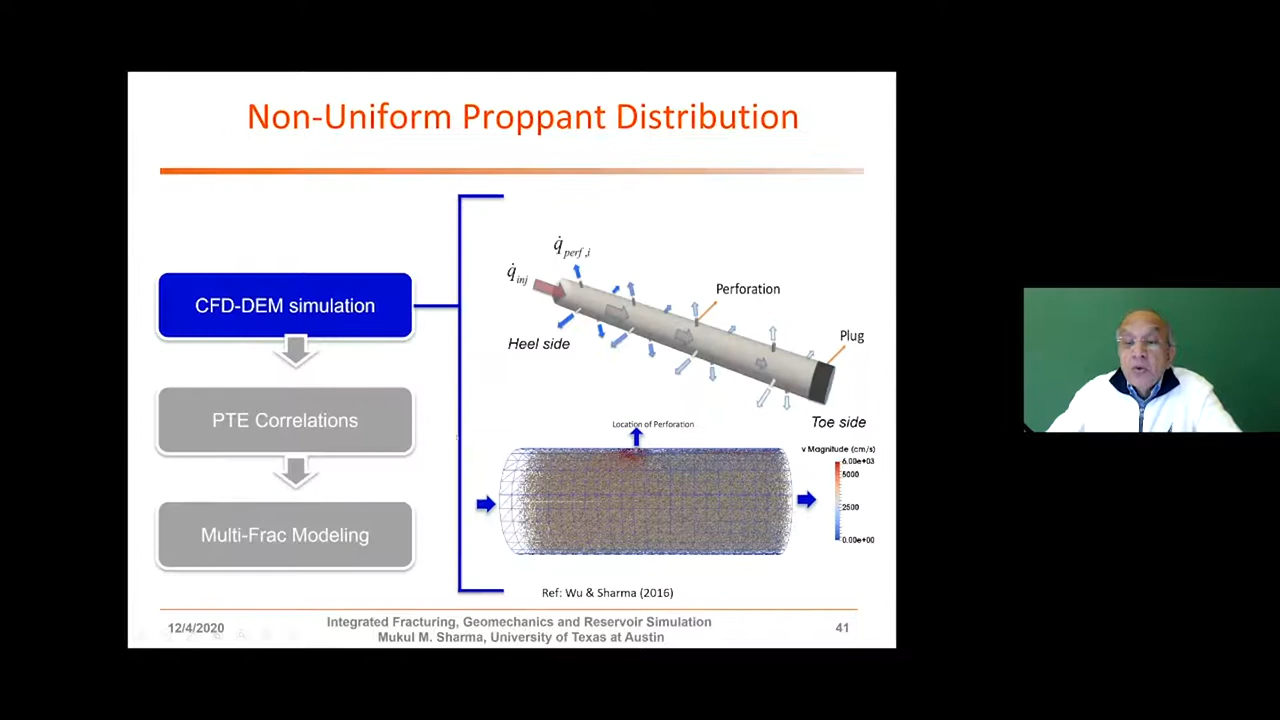 Non-Uniform Proppant Distribution
CFD-DEM simulation
PTE Correlations
Multi-Frac Modeling
q̇perf,i
q̇inj
Perforation
Plug
Heel side
Toe side
Location of Perforation
v Magnitude (cm/s)
6.00e+03
5000
2500
0.00e+00
Ref: Wu & Sharma (2016)
12/4/2020
Integrated Fracturing, Geomechanics and Reservoir Simulation
Mukul M. Sharma, University of Texas at Austin
41